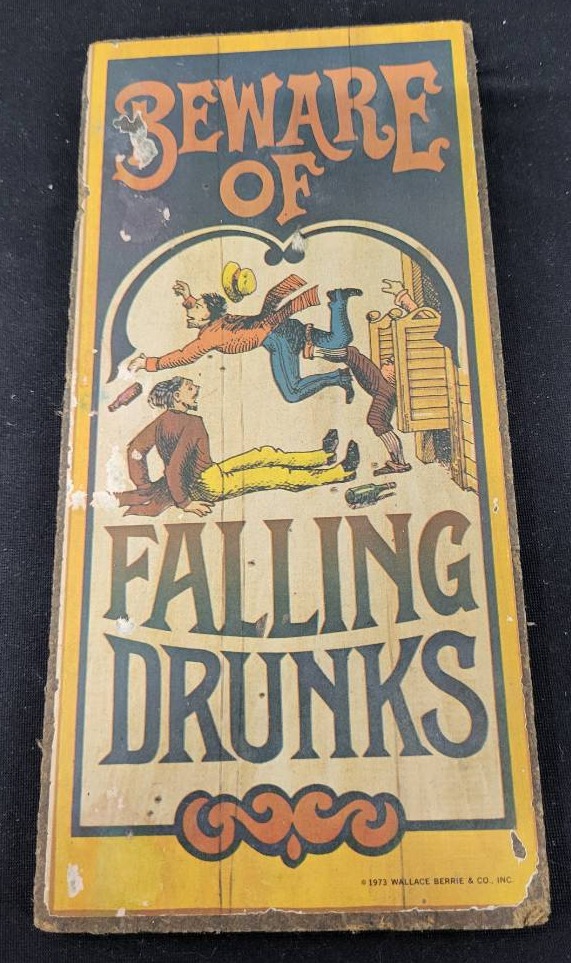 BEWARE
OF
FALLING
DRUNKS
© 1973 WALLACE BERRIE & CO., INC.